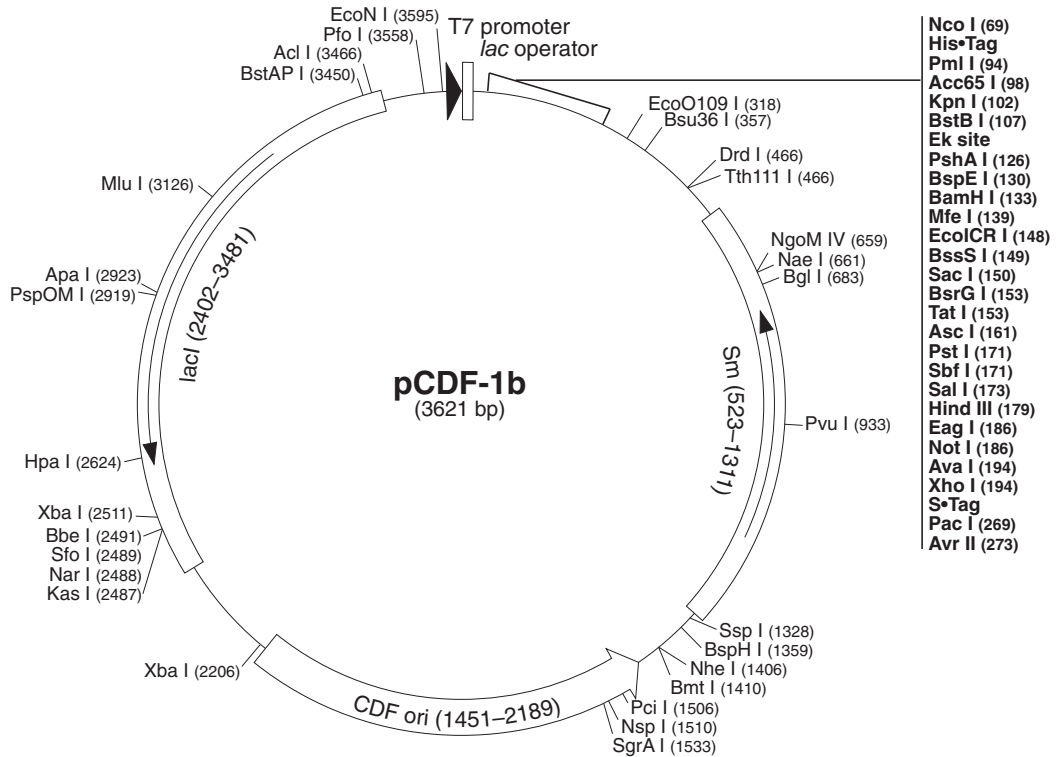 EcoN I (3595)
Pfo I (3558)
Acl I (3466)
BstAP I (3450)
T7 promoter
lac operator
EcoO109 I (318)
Bsu36 I (357)
Drd I (466)
Tth111 I (466)
NgoM IV (659)
Nae I (661)
Bgl I (683)
Sm (523–1311)
Pvu I (933)
Ssp I (1328)
BspH I (1359)
Nhe I (1406)
Bmt I (1410)
Pci I (1506)
Nsp I (1510)
SgrA I (1533)
CDF ori (1451–2189)
Xba I (2206)
Kas I (2487)
Nar I (2488)
Sfo I (2489)
Bbe I (2491)
Xba I (2511)
Hpa I (2624)
PspOM I (2919)
Apa I (2923)
Mlu I (3126)
lacI (2402–3481)
pCDF-1b
(3621 bp)
Nco I (69)
His•Tag
Pml I (94)
Acc65 I (98)
Kpn I (102)
BstB I (107)
Ek site
PshA I (126)
BspE I (130)
BamH I (133)
Mfe I (139)
EcoICR I (148)
BssS I (149)
Sac I (150)
BsrG I (153)
Tat I (153)
Asc I (161)
Pst I (171)
Sbf I (171)
Sal I (173)
Hind III (179)
Eag I (186)
Not I (186)
Ava I (194)
Xho I (194)
S•Tag
Pac I (269)
Avr II (273)